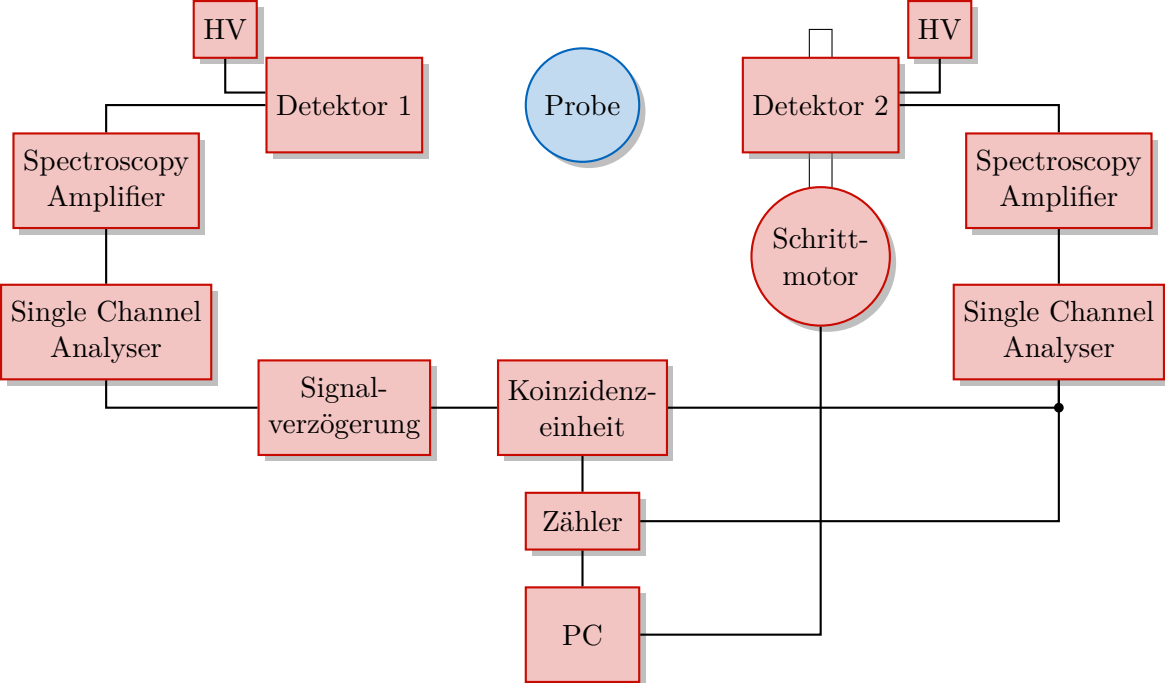 HV
HV
Detektor 1
Probe
Detektor 2
Spectroscopy
Amplifier
Spectroscopy
Amplifier
Schritt-
motor
Single Channel
Analyser
Single Channel
Analyser
Signal-
verzögerung
Koinzidenz-
einheit
Zähler
PC